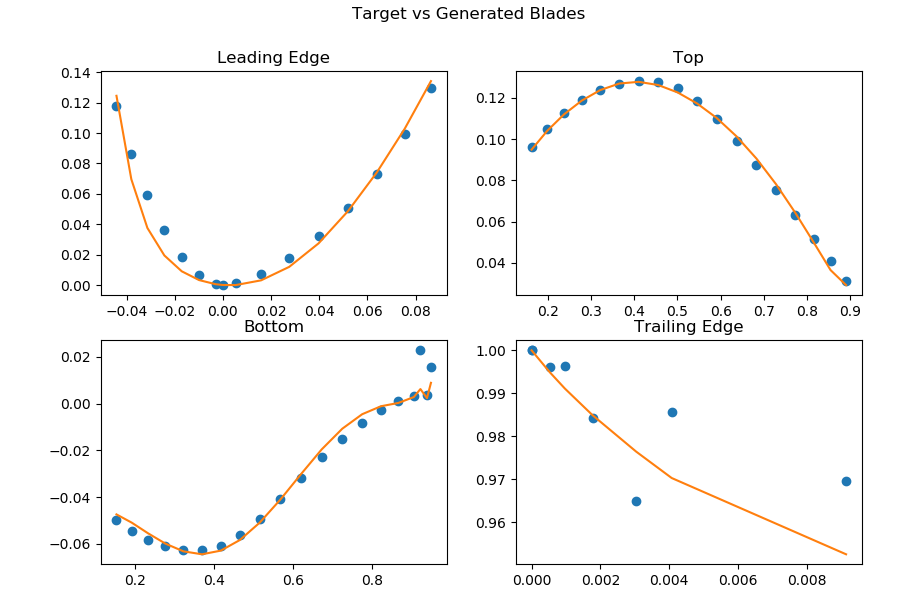 Target vs Generated Blades
Leading Edge
0.14
0.12
0.10
0.08
0.06
0.04
0.02
0.00
−0.04 −0.02 0.00 0.02 0.04 0.06 0.08
Top
0.12
0.10
0.08
0.06
0.04
0.2 0.3 0.4 0.5 0.6 0.7 0.8 0.9
Bottom
0.02
0.00
−0.02
−0.04
−0.06
0.2 0.4 0.6 0.8
Trailing Edge
1.00
0.99
0.98
0.97
0.96
0.000 0.002 0.004 0.006 0.008